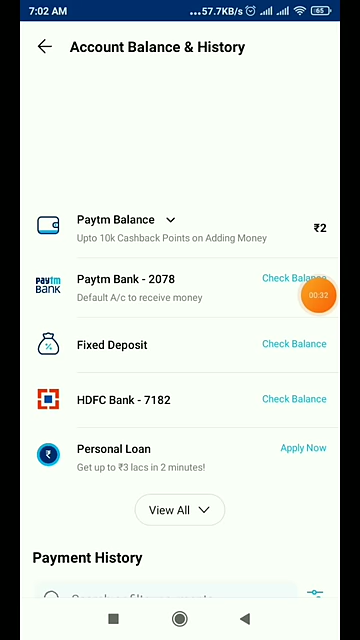 7:02 AM ...57.7KB/s 65
Account Balance & History
Paytm Balance ₹2
Upto 10k Cashback Points on Adding Money
paytm BANK Paytm Bank - 2078 Check Balance
Default A/c to receive money
00:32
Fixed Deposit Check Balance
HDFC Bank - 7182 Check Balance
Personal Loan Apply Now
Get up to ₹3 lacs in 2 minutes!
View All
Payment History